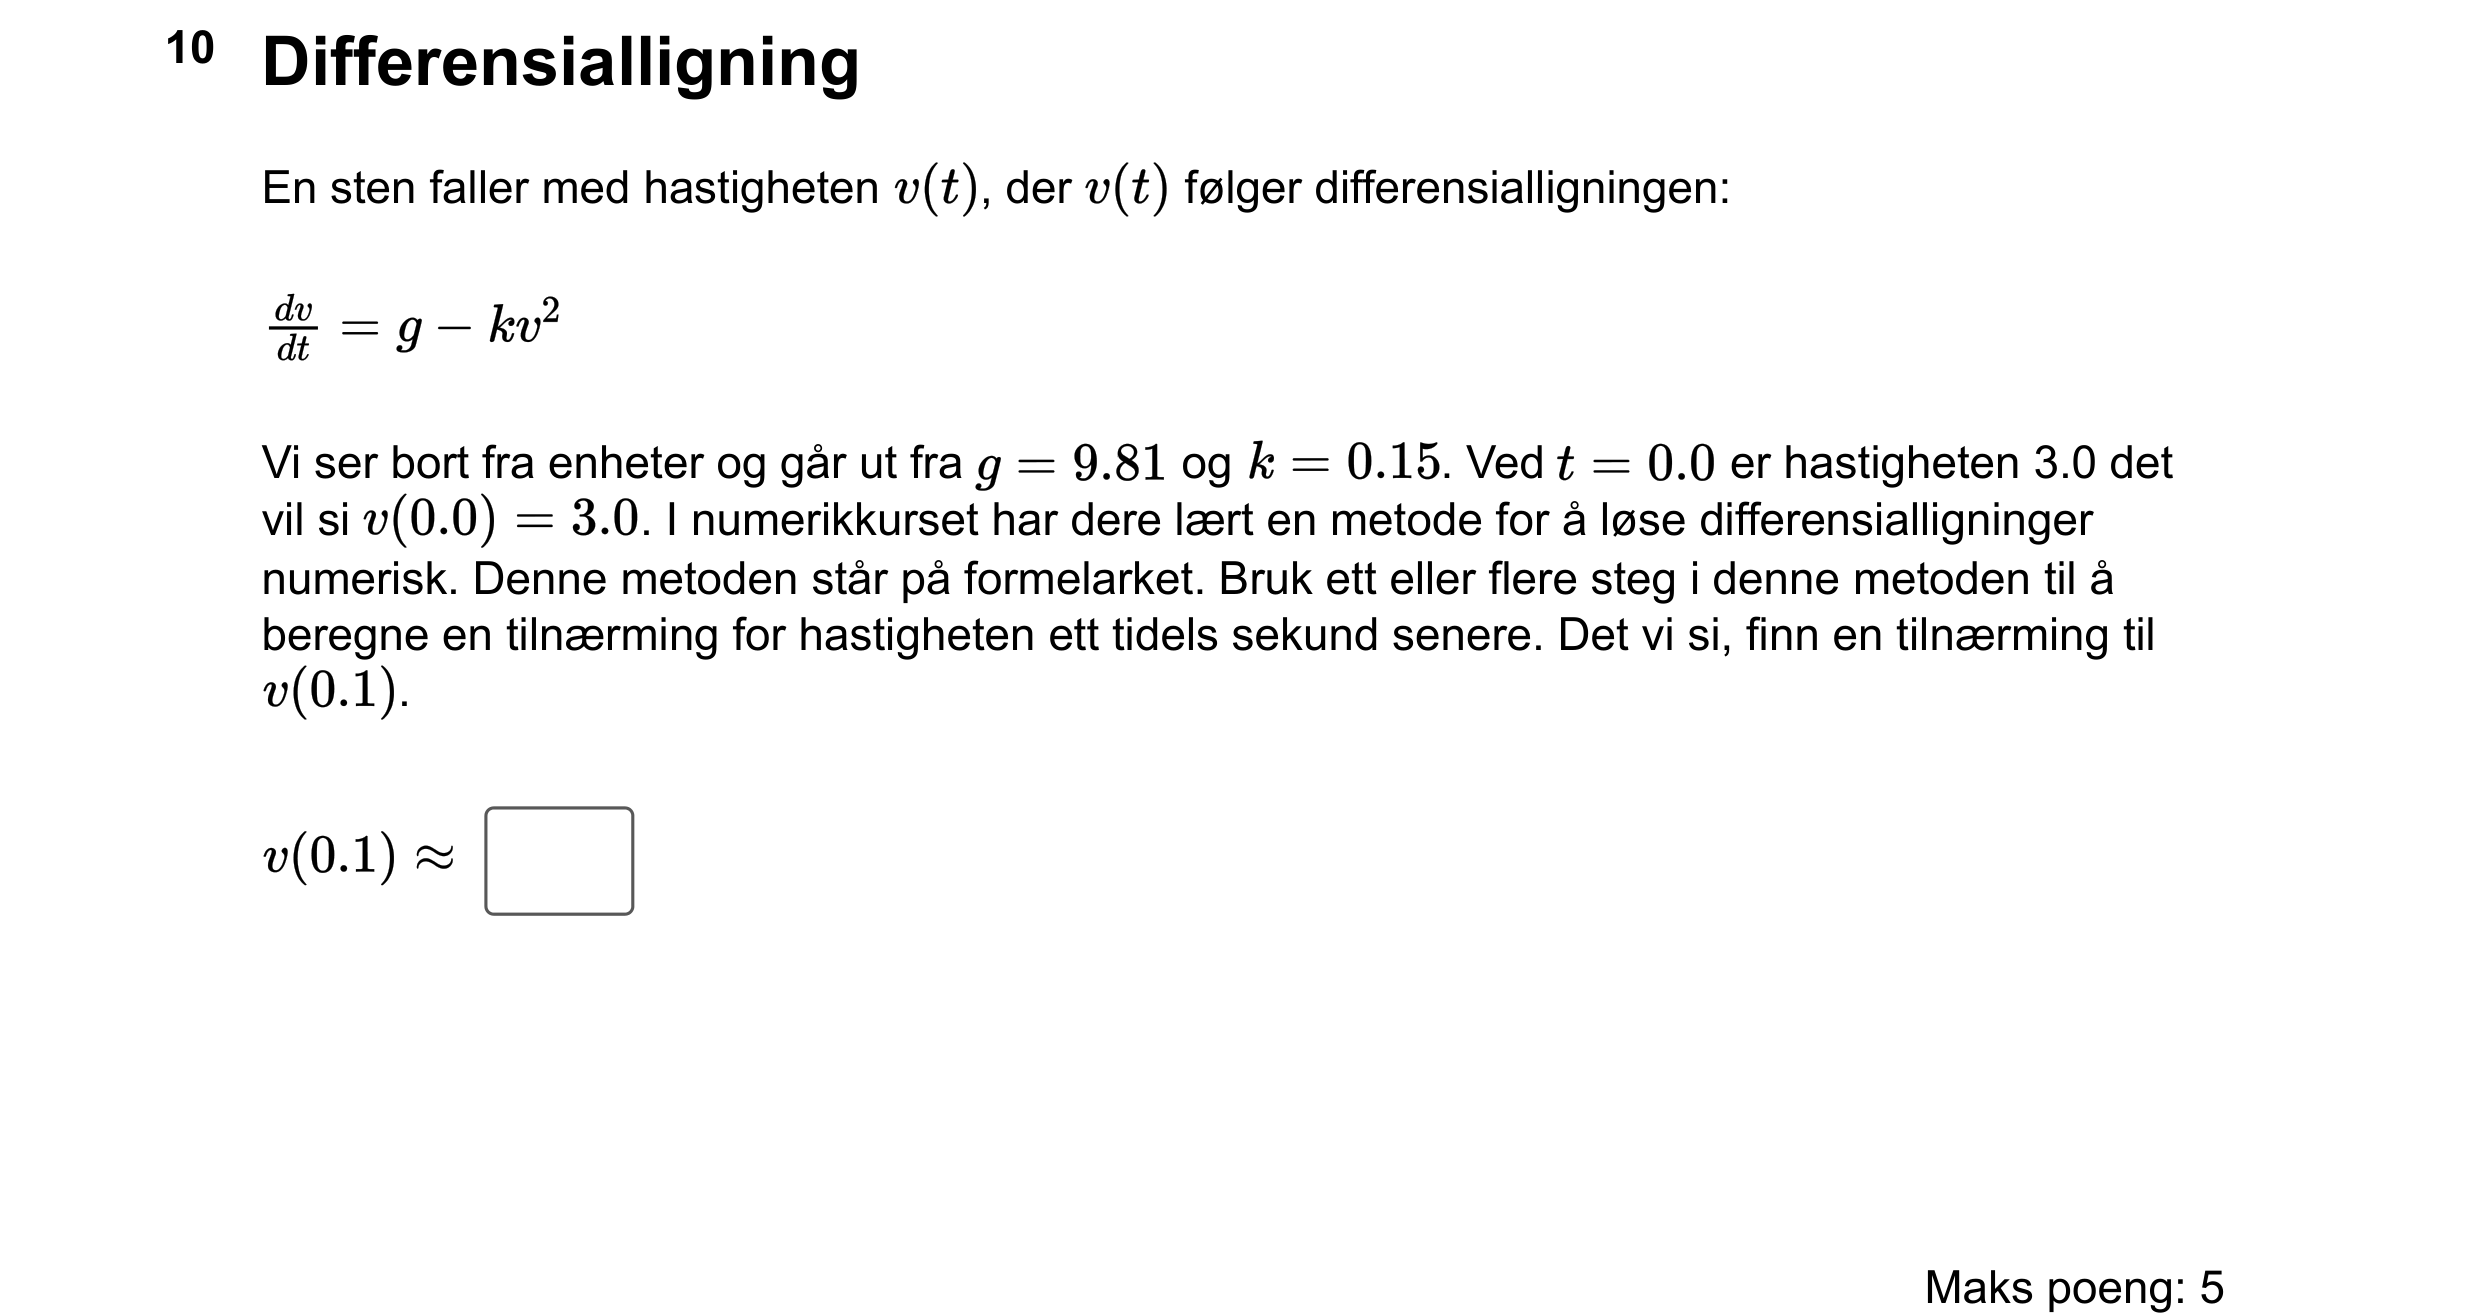 10 Differensialligning
En sten faller med hastigheten v(t), der v(t) følger differensialligningen:
dv/dt = g − kv²
Vi ser bort fra enheter og går ut fra g = 9.81 og k = 0.15. Ved t = 0.0 er hastigheten 3.0 det
vil si v(0.0) = 3.0. I numerikkurset har dere lært en metode for å løse differensialligninger
numerisk. Denne metoden står på formelarket. Bruk ett eller flere steg i denne metoden til å
beregne en tilnærming for hastigheten ett tidels sekund senere. Det vi si, finn en tilnærming til
v(0.1).
v(0.1) ≈
Maks poeng: 5